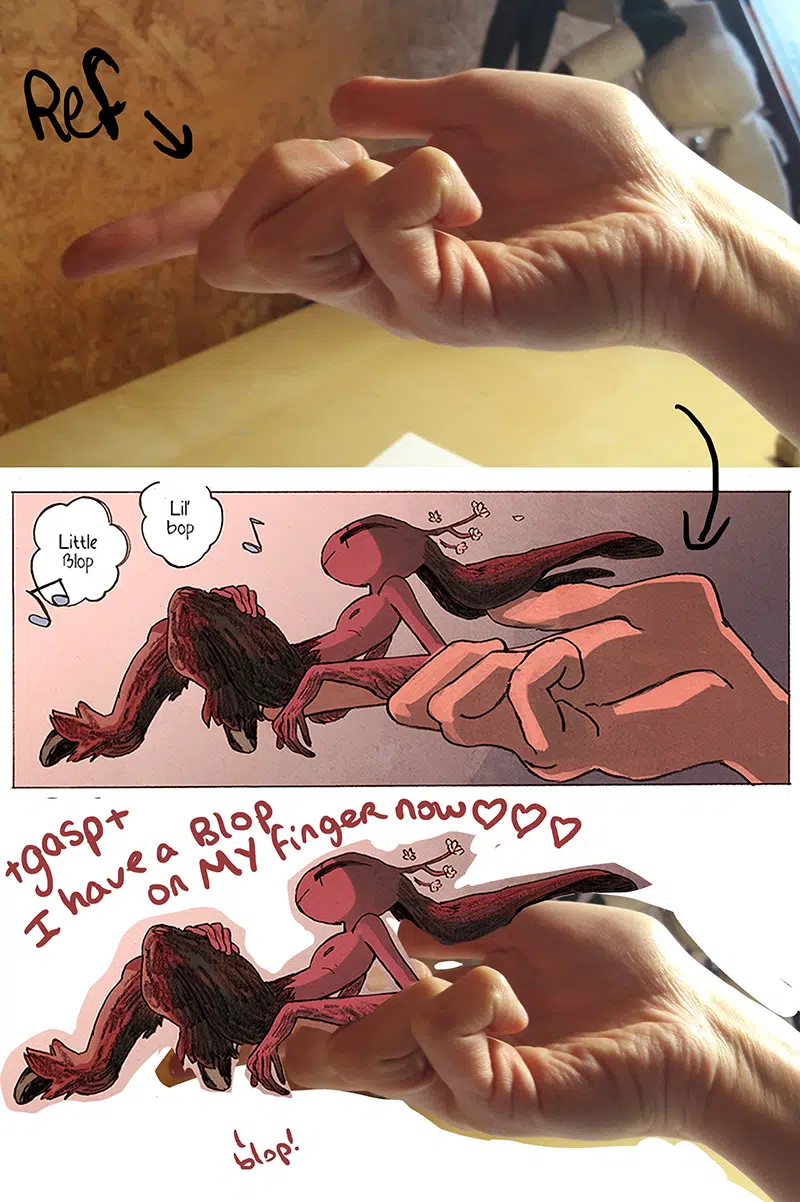 Ref
Lil'
bop
Little
Blop
+gasp+
I have a Blop
on My finger now♡♡♡
blop!